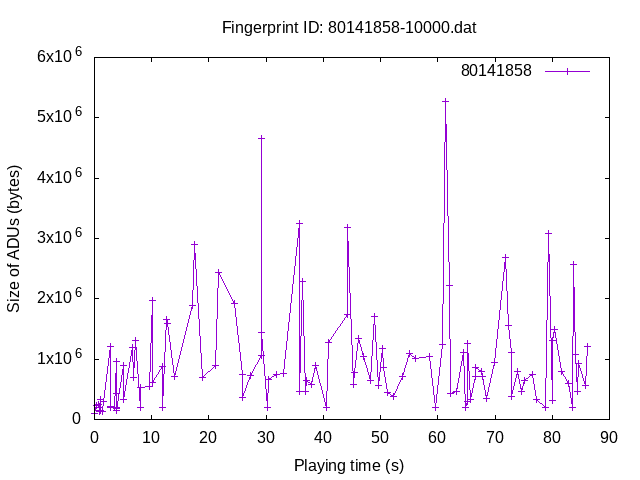 Fingerprint ID: 80141858-10000.dat
80141858
6x10^6
5x10^6
4x10^6
3x10^6
2x10^6
1x10^6
0
Size of ADUs (bytes)
0 10 20 30 40 50 60 70 80 90
Playing time (s)